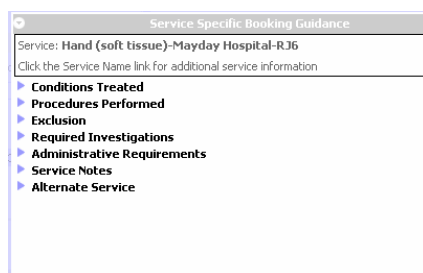 Service Specific Booking Guidance
Service: Hand (soft tissue)-Mayday Hospital-RJ6
Click the Service Name link for additional service information
Conditions Treated
Procedures Performed
Exclusion
Required Investigations
Administrative Requirements
Service Notes
Alternate Service